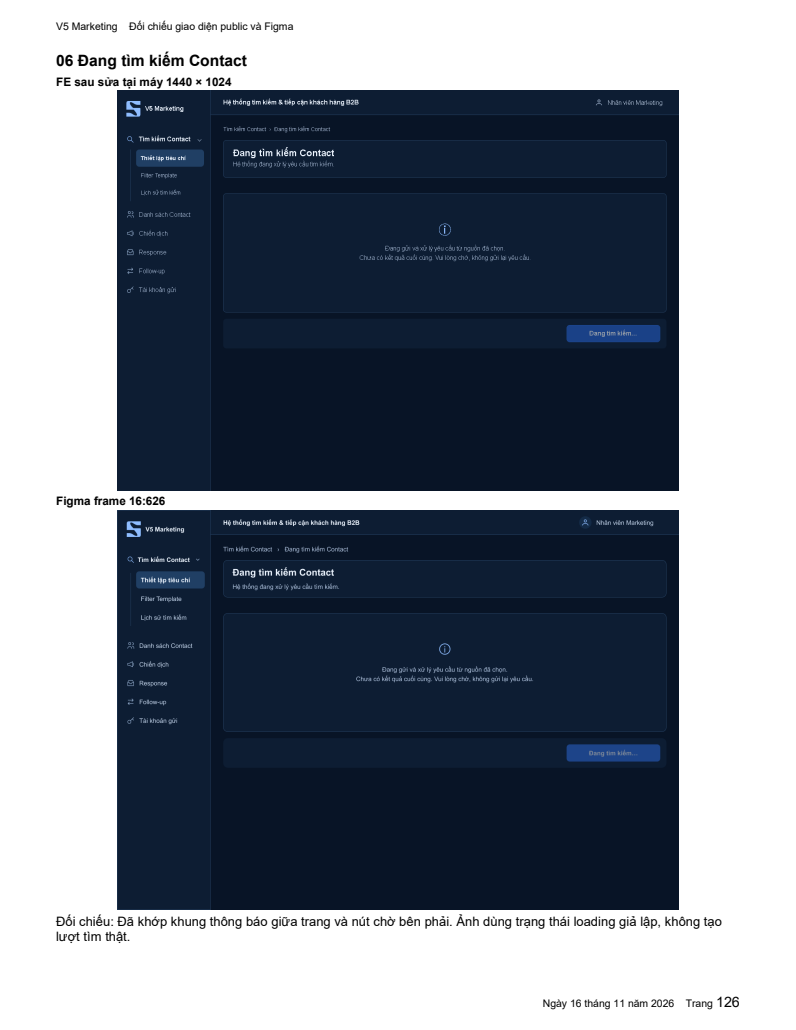 V5 Marketing Đối chiếu giao diện public và Figma
06 Đang tìm kiếm Contact
FE sau sửa tại máy 1440 × 1024
V5 Marketing
Hệ thống tìm kiếm & tiếp cận khách hàng B2B
Nhân viên Marketing
Tìm kiếm Contact › Đang tìm kiếm Contact
Tìm kiếm Contact
Thiết lập tiêu chí
Filter Template
Lịch sử tìm kiếm
Danh sách Contact
Chiến dịch
Response
Follow-up
Tài khoản gửi
Đang tìm kiếm Contact
Hệ thống đang xử lý yêu cầu tìm kiếm.
Đang gửi và xử lý yêu cầu từ nguồn đã chọn.
Chưa có kết quả cuối cùng. Vui lòng chờ, không gửi lại yêu cầu.
Đang tìm kiếm...
Figma frame 16:626
V5 Marketing
Hệ thống tìm kiếm & tiếp cận khách hàng B2B
Nhân viên Marketing
Tìm kiếm Contact › Đang tìm kiếm Contact
Tìm kiếm Contact
Thiết lập tiêu chí
Filter Template
Lịch sử tìm kiếm
Danh sách Contact
Chiến dịch
Response
Follow-up
Tài khoản gửi
Đang tìm kiếm Contact
Hệ thống đang xử lý yêu cầu tìm kiếm.
Đang gửi và xử lý yêu cầu từ nguồn đã chọn.
Chưa có kết quả cuối cùng. Vui lòng chờ, không gửi lại yêu cầu.
Đang tìm kiếm...
Đối chiếu: Đã khớp khung thông báo giữa trang và nút chờ bên phải. Ảnh dùng trạng thái loading giả lập, không tạo
lượt tìm thật.
Ngày 16 tháng 11 năm 2026 Trang 126